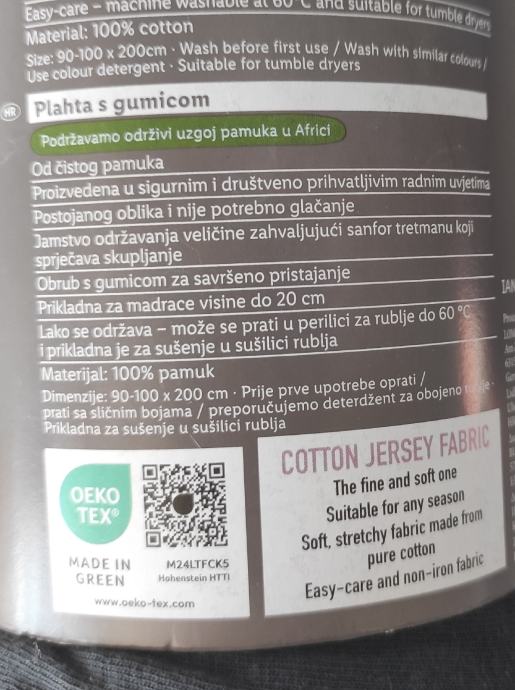 Easy-care – machine washable at 60 °C and suitable for tumble dryers
Material: 100% cotton
Size: 90-100 x 200cm · Wash before first use / Wash with similar colours /
Use colour detergent · Suitable for tumble dryers
HR Plahta s gumicom
Podržavamo održivi uzgoj pamuka u Africi
Od čistog pamuka
Proizvedena u sigurnim i društveno prihvatljivim radnim uvjetima
Postojanog oblika i nije potrebno glačanje
Jamstvo održavanja veličine zahvaljujući sanfor tretmanu koji
sprječava skupljanje
Obrub s gumicom za savršeno pristajanje
Prikladna za madrace visine do 20 cm
Lako se održava – može se prati u perilici za rublje do 60 °C
i prikladna je za sušenje u sušilici rublja
Materijal: 100% pamuk
Dimenzije: 90-100 x 200 cm · Prije prve upotrebe oprati /
prati sa sličnim bojama / preporučujemo deterdžent za obojeno
Prikladna za sušenje u sušilici rublja
OEKO
TEX®
MADE IN
GREEN
M24LTFCK5
Hohenstein HTTI
www.oeko-tex.com
COTTON JERSEY FABRIC
The fine and soft one
Suitable for any season
Soft, stretchy fabric made from
pure cotton
Easy-care and non-iron fabric
IAN